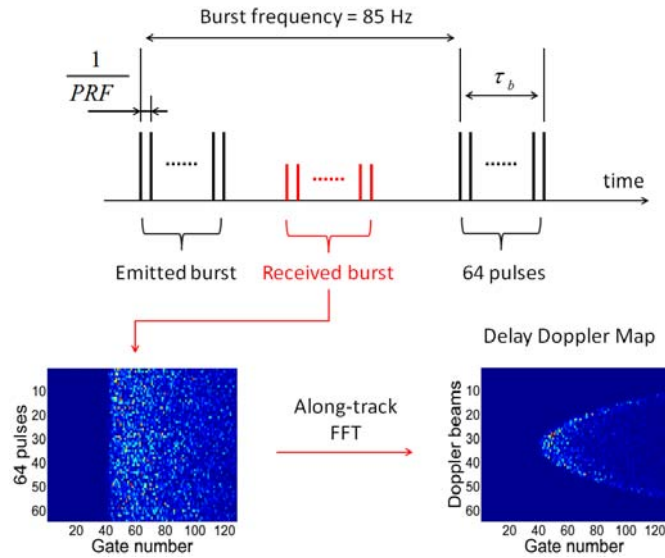 Burst frequency = 85 Hz
1
PRF
τ_b
......
......
......
time
Emitted burst
Received burst
64 pulses
Delay Doppler Map
10
20
30
40
50
60
64 pulses
20 40 60 80 100 120
Gate number
Along-track
FFT
10
20
30
40
50
60
Doppler beams
20 40 60 80 100 120
Gate number